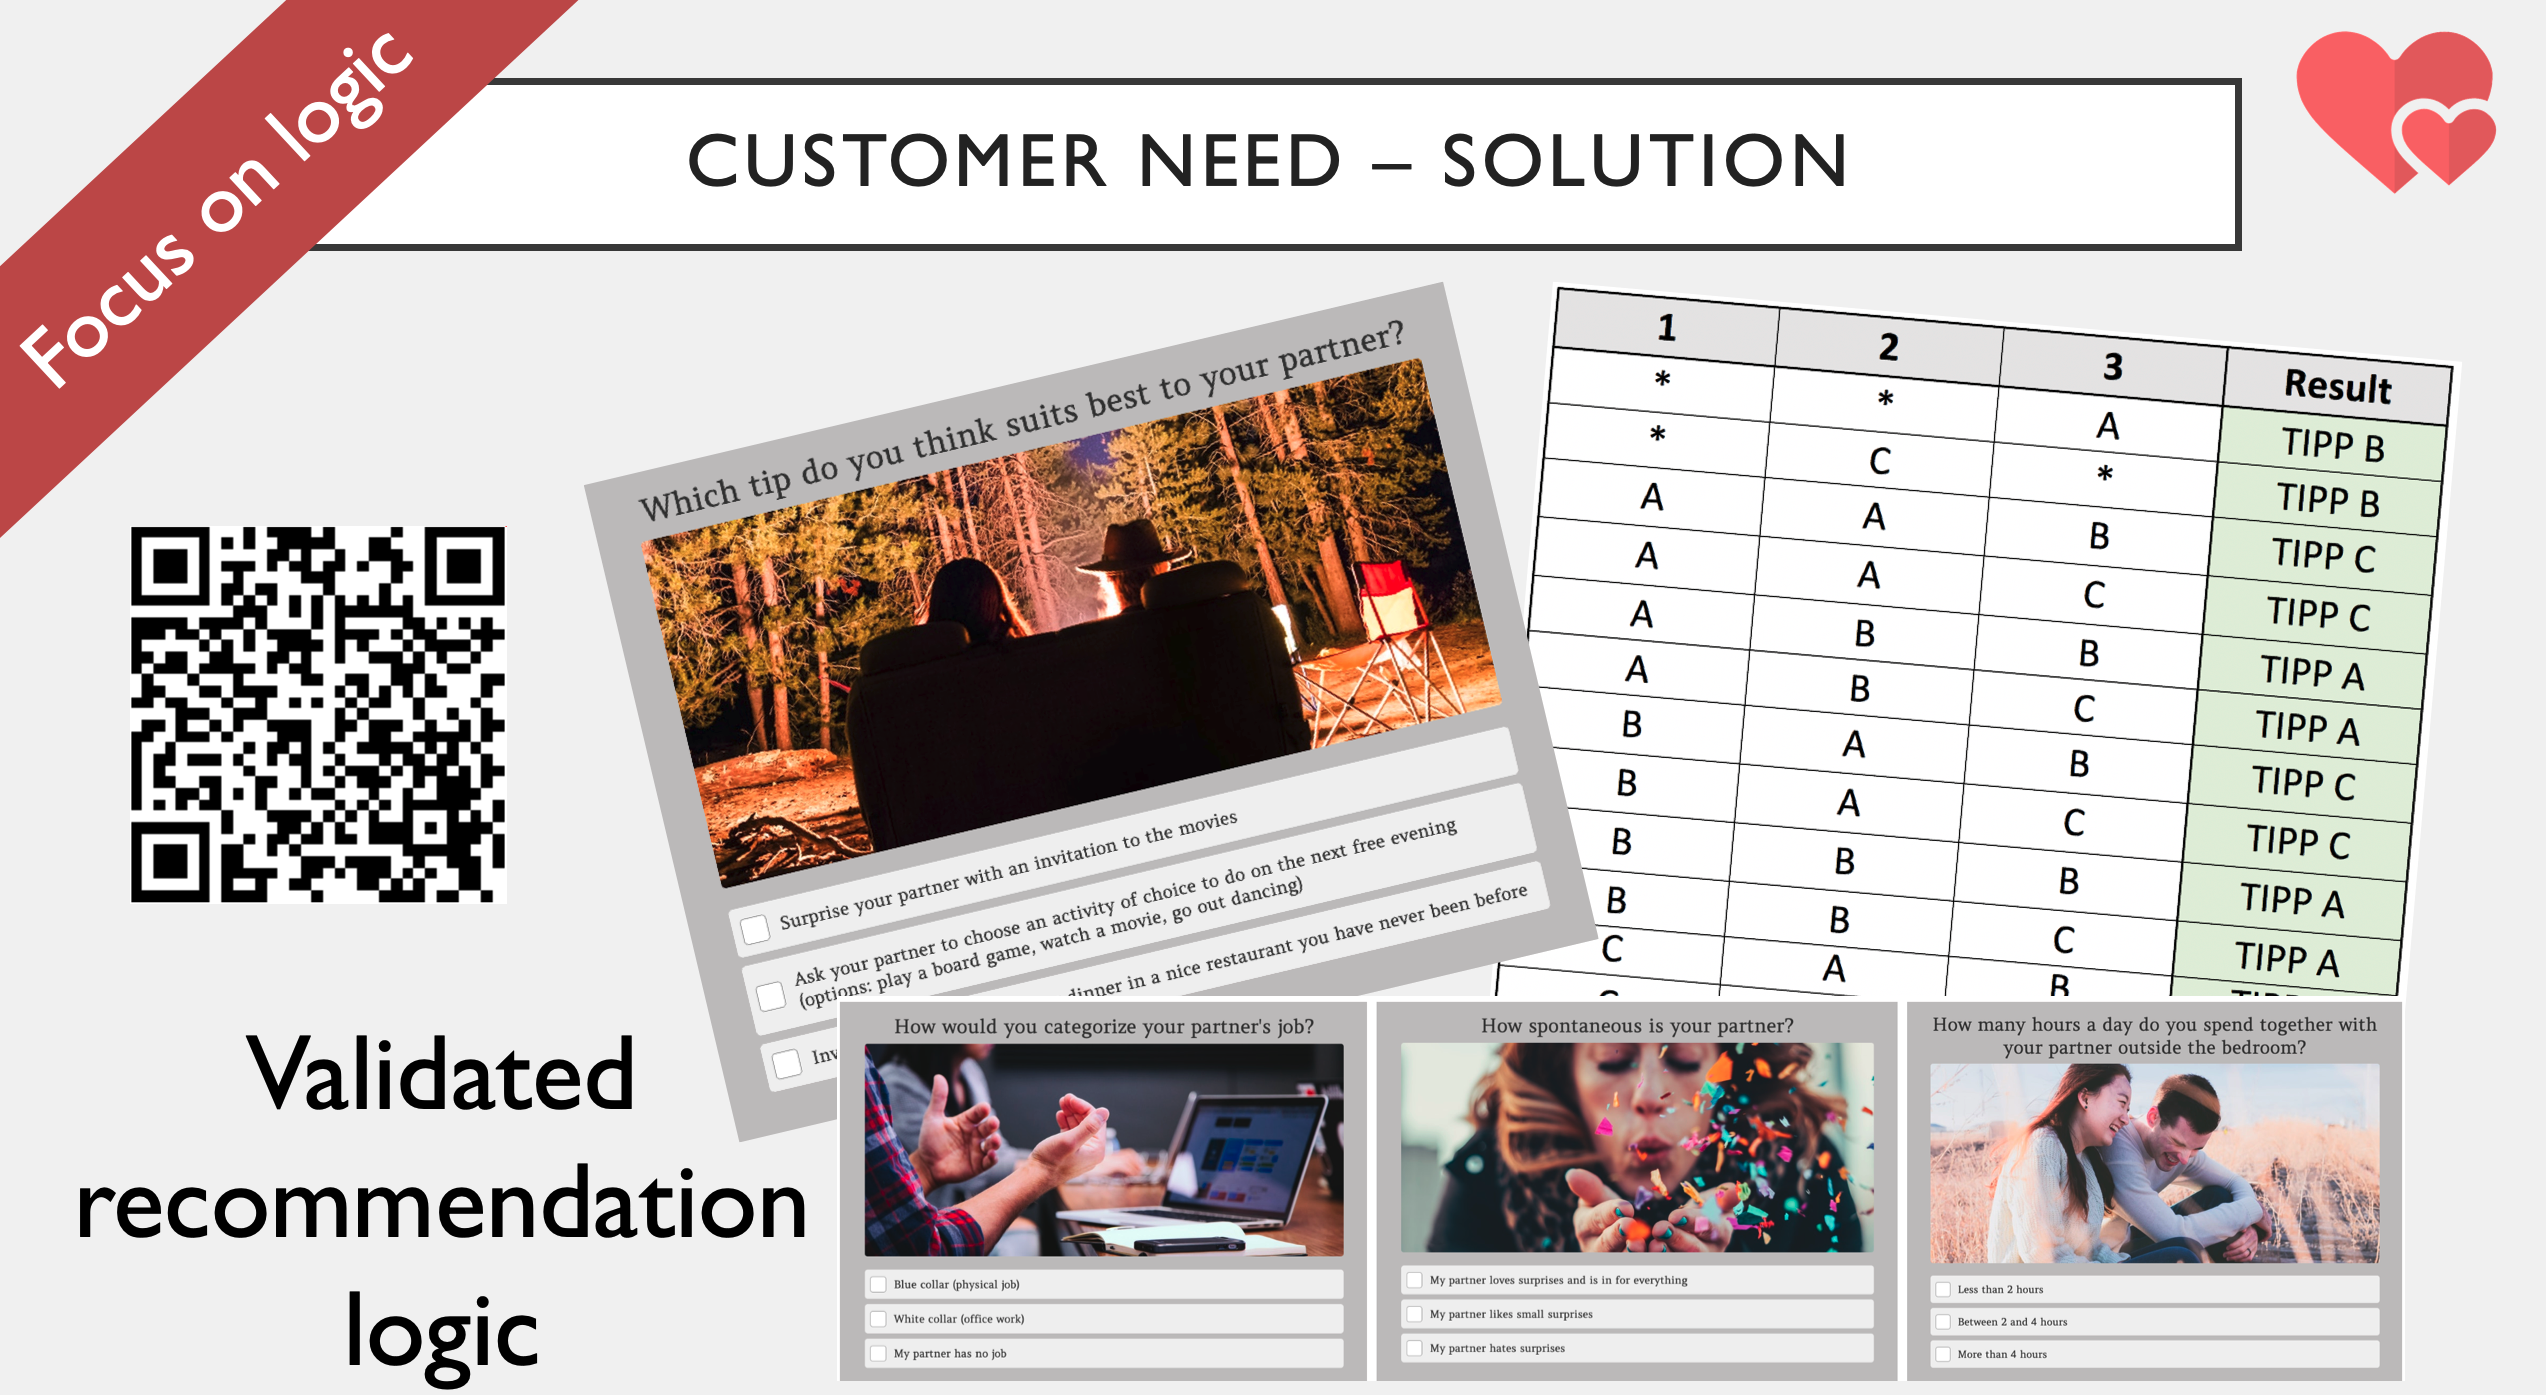 Focus on logic
CUSTOMER NEED – SOLUTION
Which tip do you think suits best to your partner?
Surprise your partner with an invitation to the movies
Ask your partner to choose an activity of choice to do on the next free evening
(options: play a board game, watch a movie, go out dancing)
dinner in a nice restaurant you have never been before
1 2 3 Result
* * A TIPP B
* C * TIPP B
A A B TIPP C
A A C TIPP C
A B B TIPP A
A B C TIPP A
B A B TIPP C
B A C TIPP C
B B B TIPP A
B B C TIPP A
C A B
Validated
recommendation
logic
How would you categorize your partner's job?
Blue collar (physical job)
White collar (office work)
My partner has no job
How spontaneous is your partner?
My partner loves surprises and is in for everything
My partner likes small surprises
My partner hates surprises
How many hours a day do you spend together with
your partner outside the bedroom?
Less than 2 hours
Between 2 and 4 hours
More than 4 hours